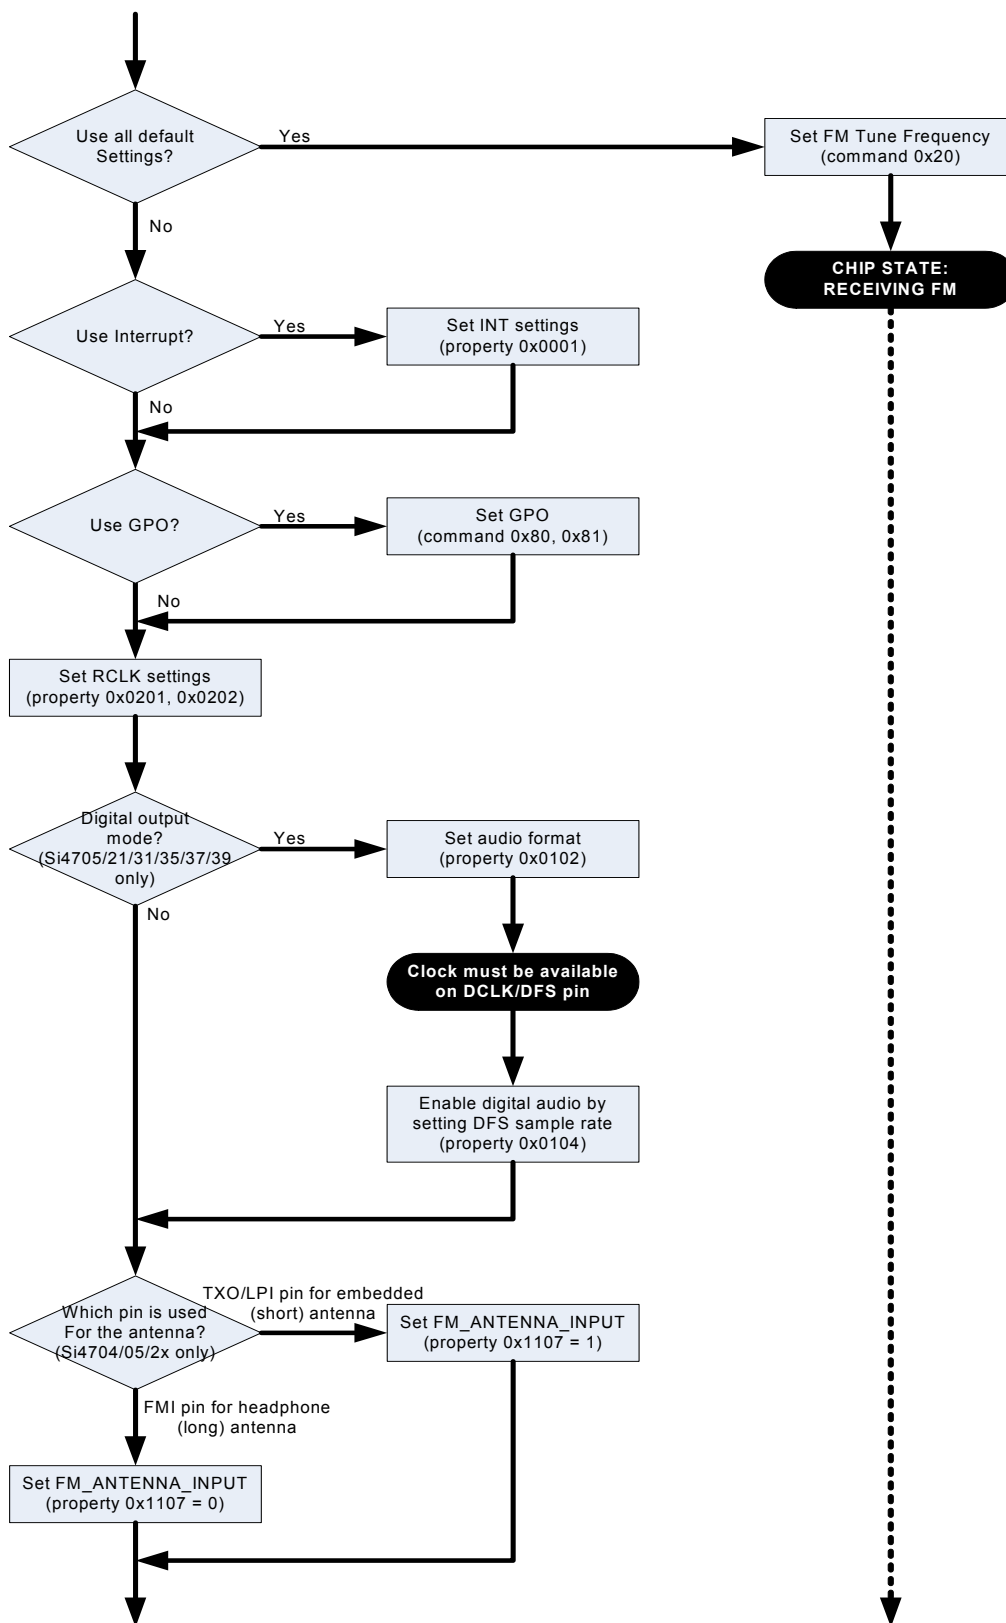 Use all default
Settings?
Yes
Set FM Tune Frequency
(command 0x20)
No
CHIP STATE:
RECEIVING FM
Use Interrupt?
Yes
Set INT settings
(property 0x0001)
No
Use GPO?
Yes
Set GPO
(command 0x80, 0x81)
No
Set RCLK settings
(property 0x0201, 0x0202)
Digital output
mode?
(Si4705/21/31/35/37/39
only)
Yes
Set audio format
(property 0x0102)
No
Clock must be available
on DCLK/DFS pin
Enable digital audio by
setting DFS sample rate
(property 0x0104)
Which pin is used
For the antenna?
(Si4704/05/2x only)
TXO/LPI pin for embedded
(short) antenna
Set FM_ANTENNA_INPUT
(property 0x1107 = 1)
FMI pin for headphone
(long) antenna
Set FM_ANTENNA_INPUT
(property 0x1107 = 0)